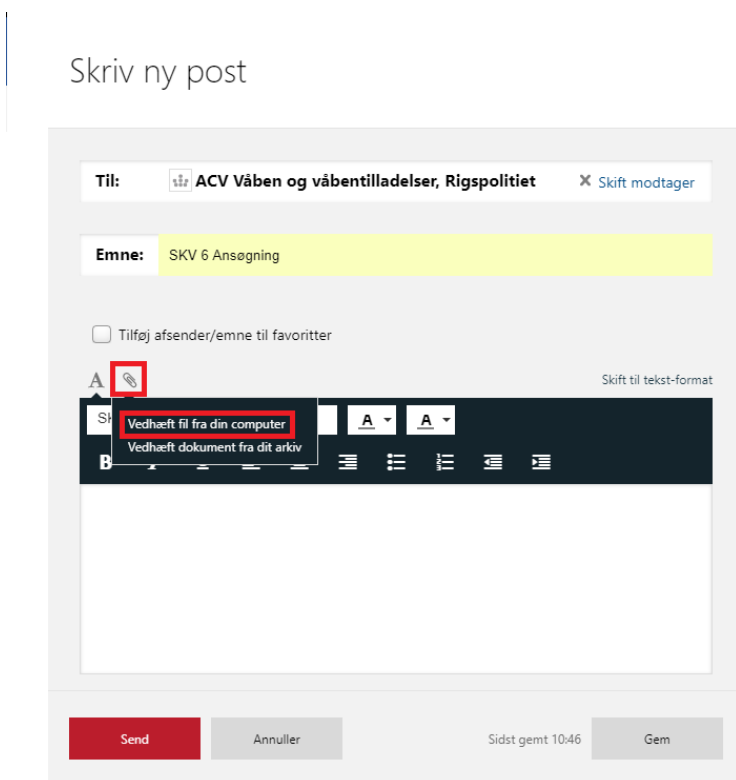 Skriv ny post
Til: ACV Våben og våbentilladelser, Rigspolitiet X Skift modtager
Emne: SKV 6 Ansøgning
Tilføj afsender/emne til favoritter
A Skift til tekst-format
Vedhæft fil fra din computer A A
Vedhæft dokument fra dit arkiv
B
Send Annuller Sidst gemt 10:46 Gem